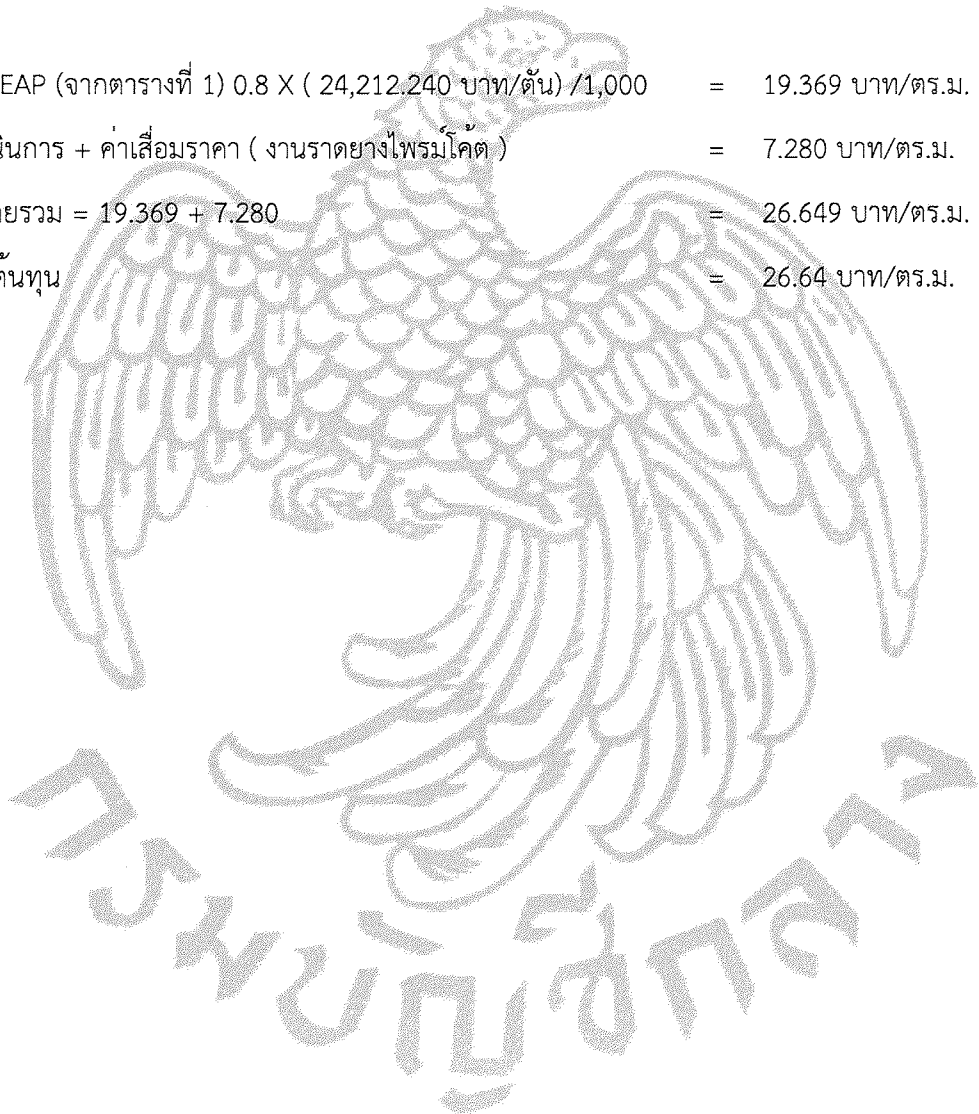 EAP (จากตารางที่ 1) 0.8 X ( 24,212.240 บาท/ตัน) /1,000 = 19.369 บาท/ตร.ม.
นินการ + ค่าเสื่อมราคา ( งานราดยางไพรม์โค้ต ) = 7.280 บาท/ตร.ม.
ยรวม = 19.369 + 7.280 = 26.649 บาท/ตร.ม.
ต้นทุน = 26.64 บาท/ตร.ม.
กรมบัญชีกลาง